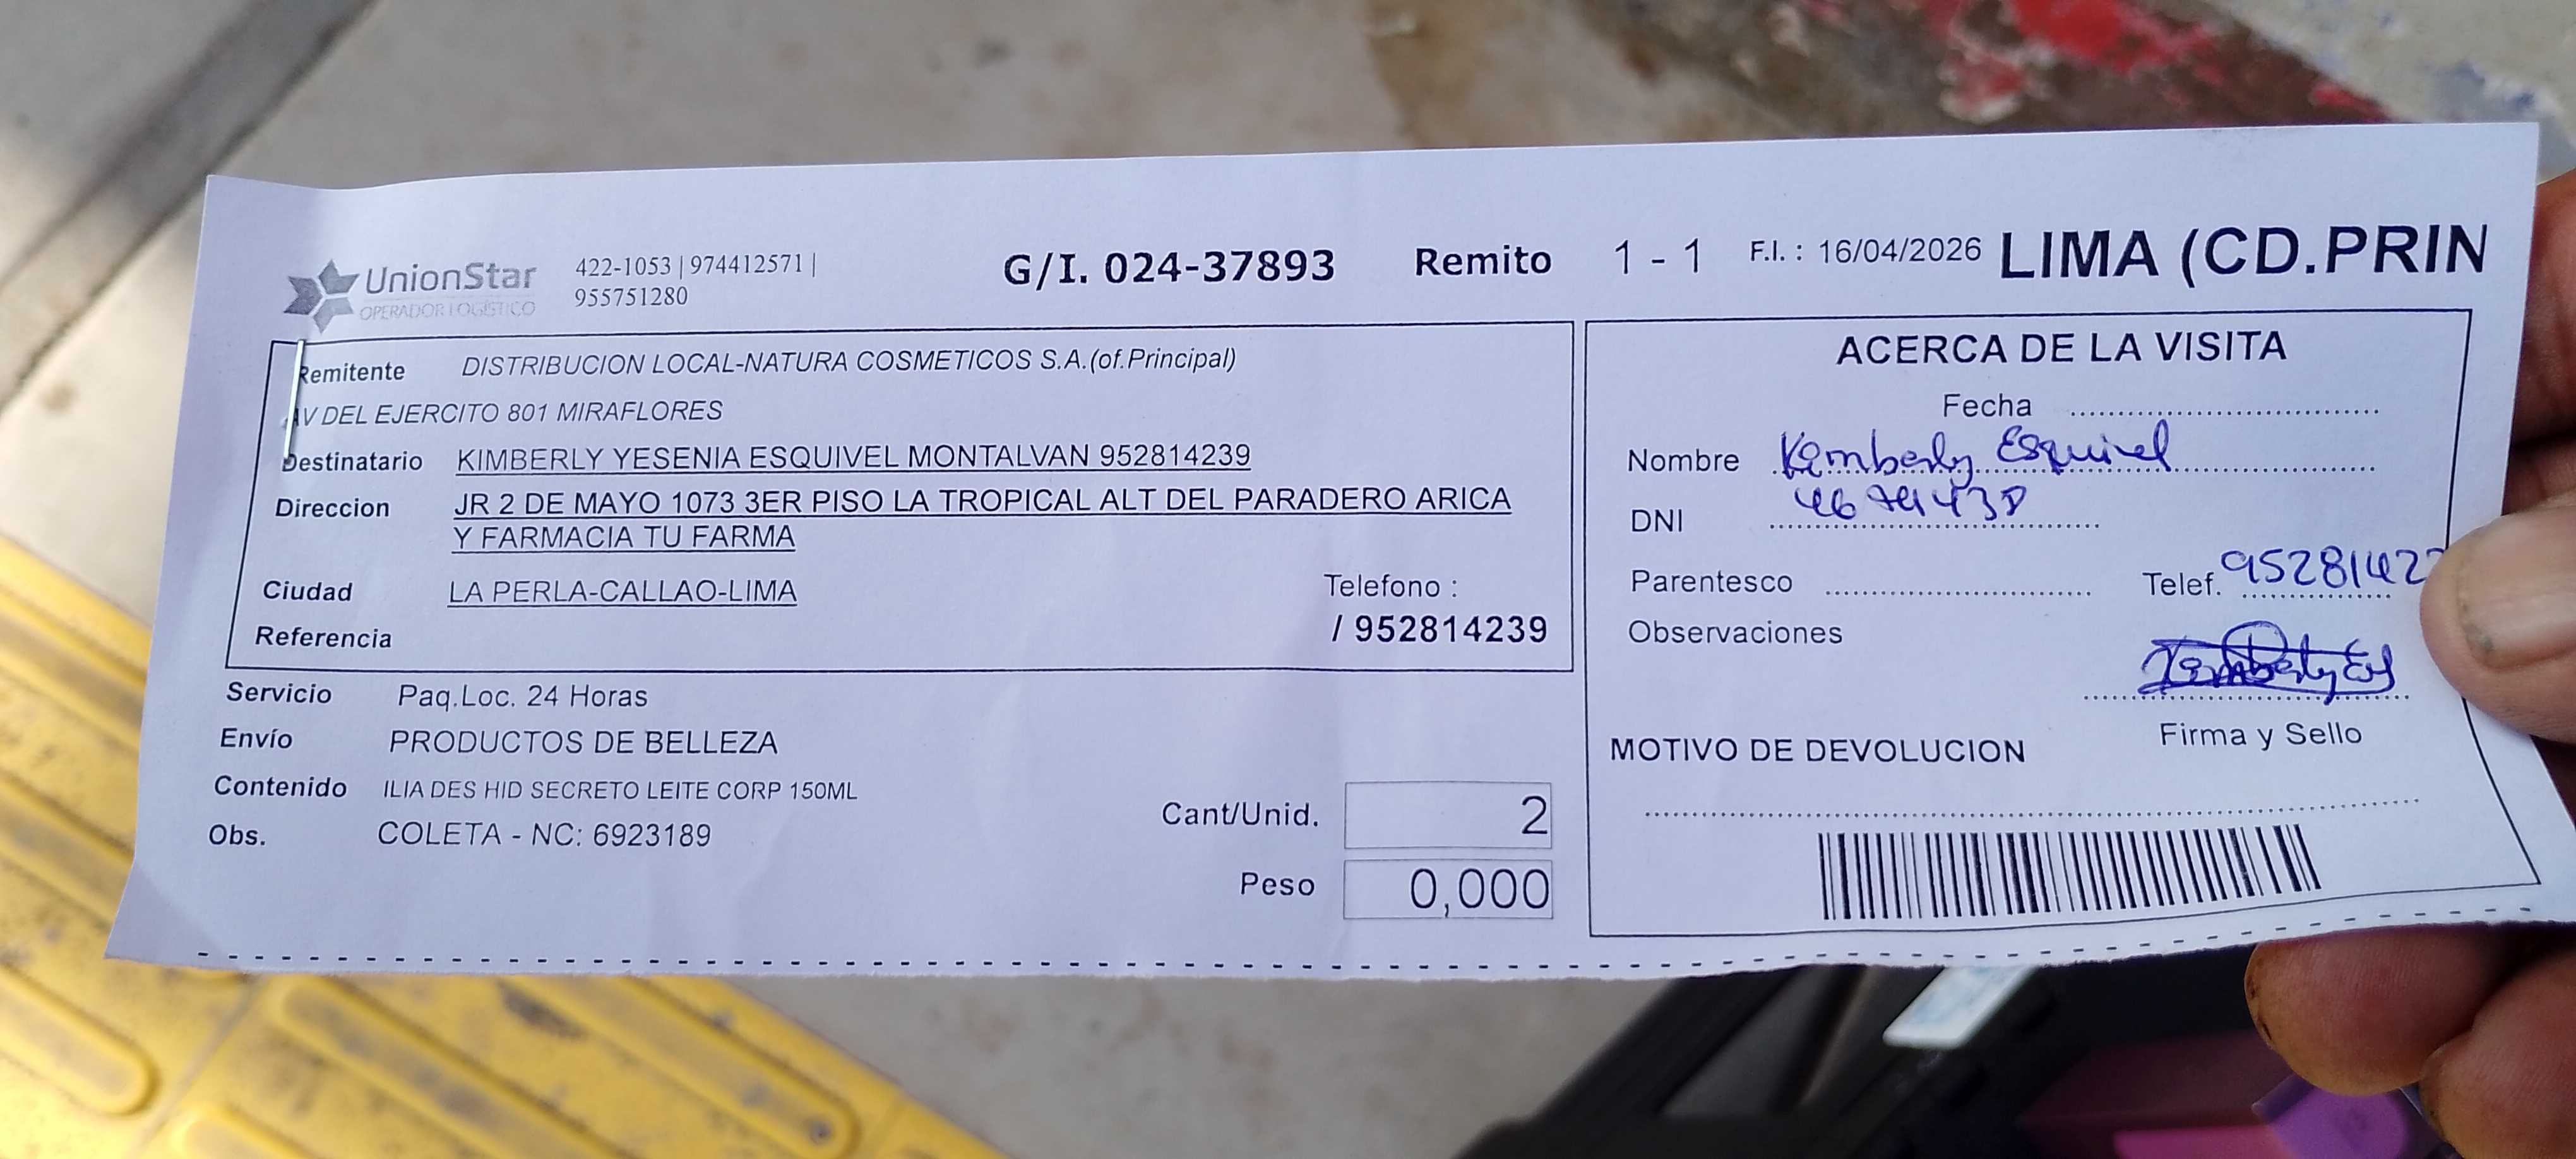 UnionStar
OPERADOR LOGÍSTICO
422-1053 | 974412571 |
955751280
G/I. 024-37893 Remito 1 - 1 F.I. : 16/04/2026 LIMA (CD.PRIN
Remitente DISTRIBUCION LOCAL-NATURA COSMETICOS S.A.(of.Principal)
AV DEL EJERCITO 801 MIRAFLORES
Destinatario KIMBERLY YESENIA ESQUIVEL MONTALVAN 952814239
Direccion JR 2 DE MAYO 1073 3ER PISO LA TROPICAL ALT DEL PARADERO ARICA
Y FARMACIA TU FARMA
Ciudad LA PERLA-CALLAO-LIMA
Telefono :
Referencia
/ 952814239
Servicio Paq.Loc. 24 Horas
Envío PRODUCTOS DE BELLEZA
Contenido ILIA DES HID SECRETO LEITE CORP 150ML
Obs. COLETA - NC: 6923189
Cant/Unid. 2
Peso 0,000
ACERCA DE LA VISITA
Fecha
Nombre Kimberly Esquivel
DNI
Parentesco Telef. 95281423
Observaciones
Firma y Sello
MOTIVO DE DEVOLUCION